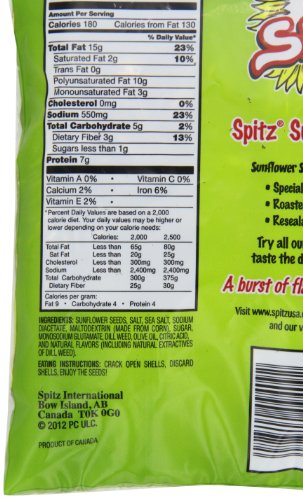 Amount Per Serving
Calories 180 Calories from Fat 130
% Daily Value*
Total Fat 15g 23%
Saturated Fat 2g 10%
Trans Fat 0g
Polyunsaturated Fat 10g
Monounsaturated Fat 3g
Cholesterol 0mg 0%
Sodium 550mg 23%
Total Carbohydrate 5g 2%
Dietary Fiber 3g 13%
Sugars less than 1g
Protein 7g
Vitamin A 0% • Vitamin C 0%
Calcium 2% • Iron 6%
Vitamin E 2% •
*Percent Daily Values are based on a 2,000
calorie diet. Your daily values may be higher or
lower depending on your calorie needs:
Calories: 2,000 2,500
Total Fat Less than 65g 80g
Sat Fat Less than 20g 25g
Cholesterol Less than 300mg 300mg
Sodium Less than 2,400mg 2,400mg
Total Carbohydrate 300g 375g
Dietary Fiber 25g 30g
Calories per gram:
Fat 9 • Carbohydrate 4 • Protein 4
INGREDIENTS: SUNFLOWER SEEDS, SALT, SEA SALT, SODIUM
DIACETATE, MALTODEXTRIN (MADE FROM CORN), SUGAR,
MONOSODIUM GLUTAMATE, DILL WEED, OLIVE OIL, CITRIC ACID,
AND NATURAL FLAVORS (INCLUDING NATURAL EXTRACTIVES
OF DILL WEED).
EATING INSTRUCTIONS: CRACK OPEN SHELLS, DISCARD
SHELLS, ENJOY THE SEEDS!
Spitz International
Bow Island, AB
Canada T0K 0G0
© 2012 PC ULC.
PRODUCT OF CANADA
Spitz® S
Sunflower S
• Special
• Roaste
• Reseala
Try all ou
taste the d
A burst of fl
Visit www.spitzusa.c
and our v